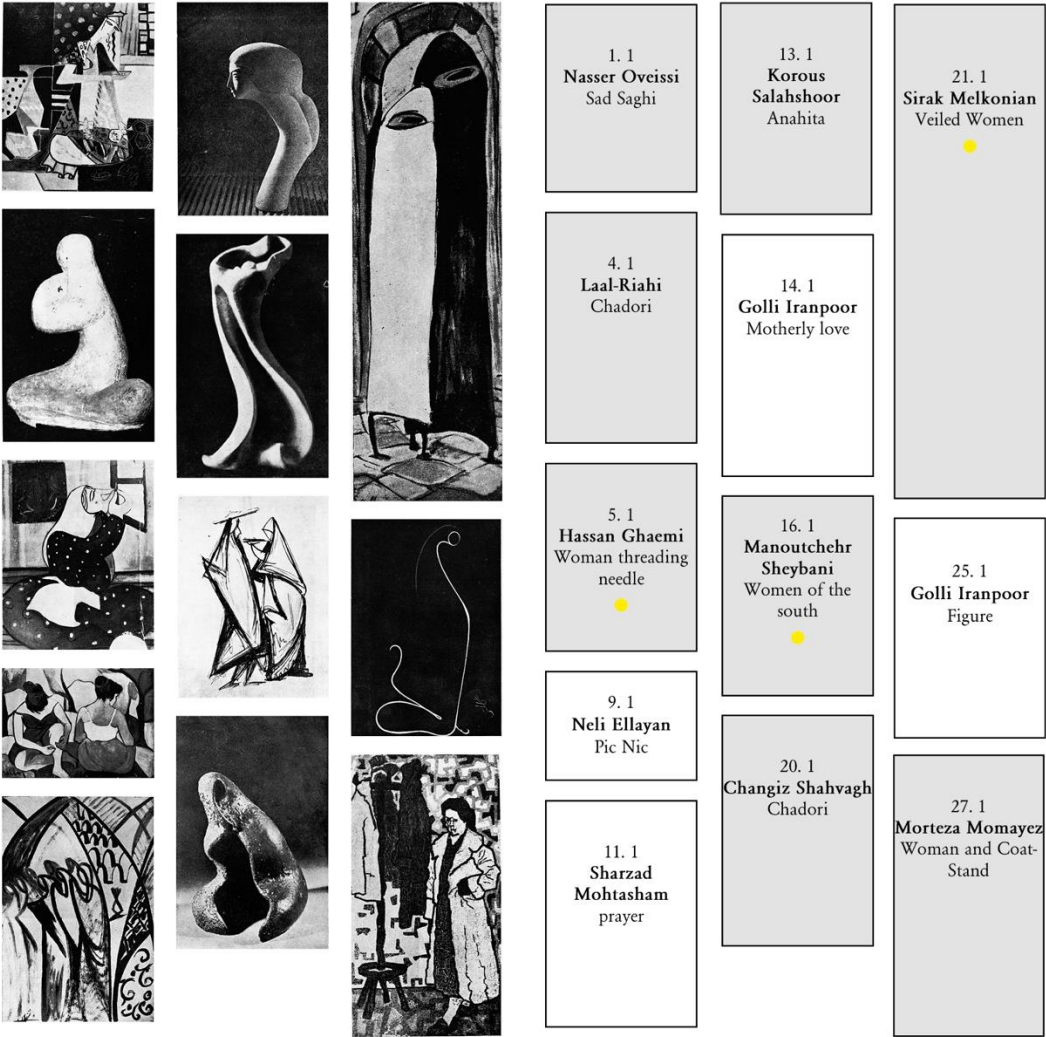 1. 1
Nasser Oveissi
Sad Saghi
4. 1
Laal-Riahi
Chadori
5. 1
Hassan Ghaemi
Woman threading
needle
9. 1
Neli Ellayan
Pic Nic
11. 1
Sharzad
Mohtasham
prayer
13. 1
Korous
Salahshoor
Anahita
14. 1
Golli Iranpoor
Motherly love
16. 1
Manoutchehr
Sheybani
Women of the
south
20. 1
Changiz Shahvagh
Chadori
21. 1
Sirak Melkonian
Veiled Women
25. 1
Golli Iranpoor
Figure
27. 1
Morteza Momayez
Woman and Coat-
Stand